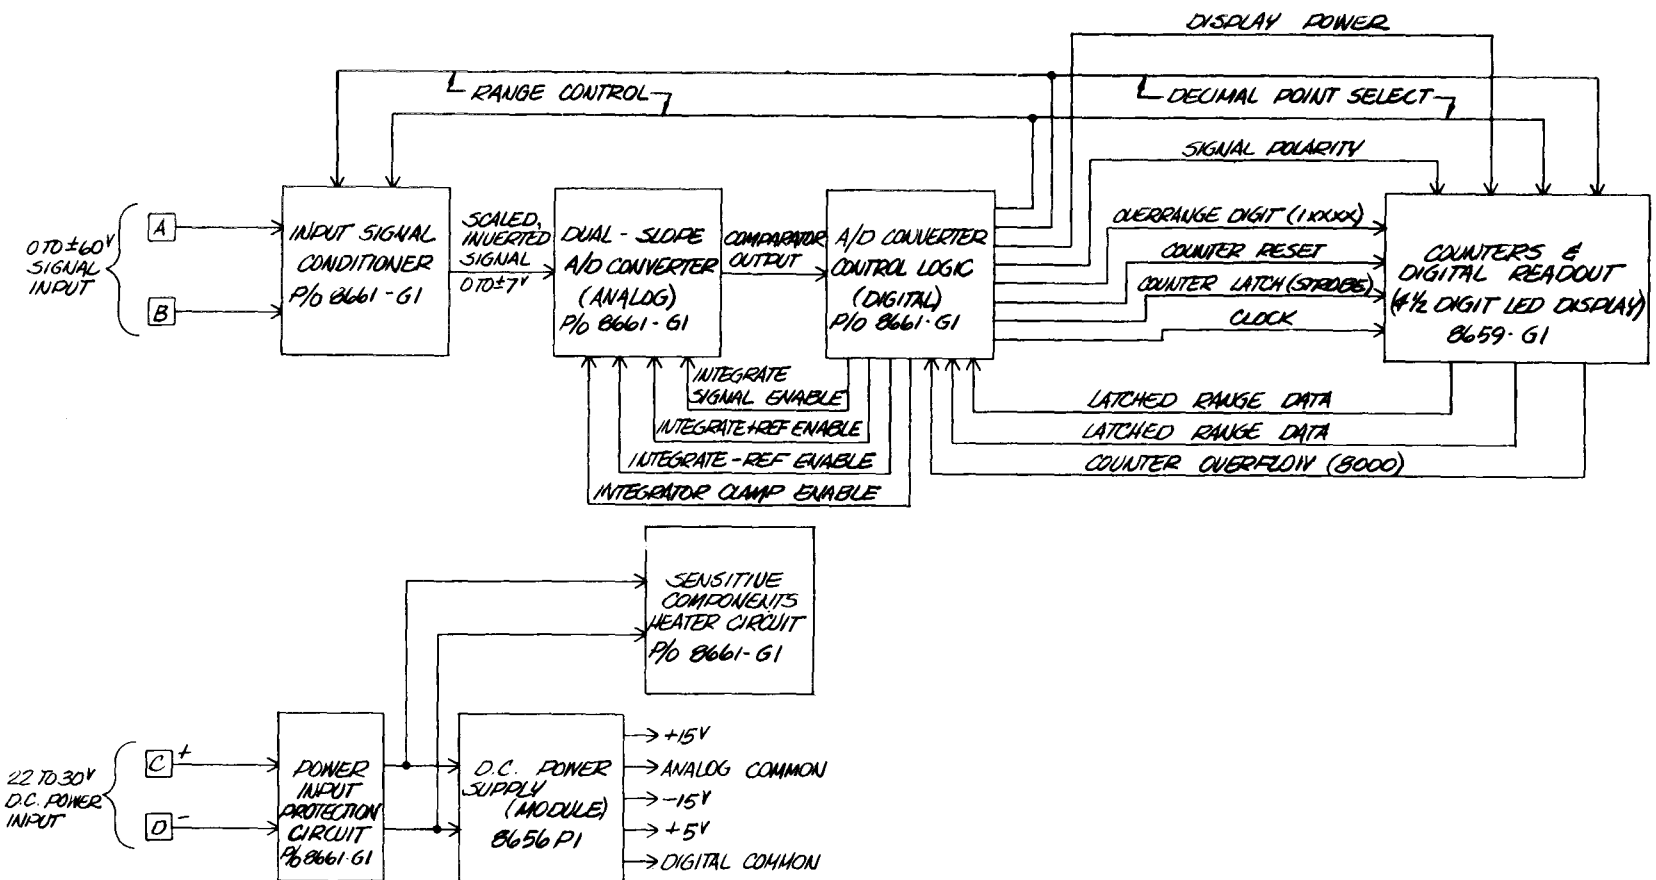 DISPLAY POWER
RANGE CONTROL
DECIMAL POINT SELECT
SIGNAL POLARITY
0 TO ±60V
SIGNAL
INPUT
A
B
INPUT SIGNAL
CONDITIONER
P/O 8661-G1
SCALED,
INVERTED
SIGNAL
0 TO ±7V
DUAL-SLOPE
A/D CONVERTER
(ANALOG)
P/O 8661-G1
COMPARATOR
OUTPUT
A/D CONVERTER
CONTROL LOGIC
(DIGITAL)
P/O 8661-G1
OVERRANGE DIGIT (1XXXX)
COUNTER RESET
COUNTER LATCH (STROBE)
CLOCK
COUNTERS &
DIGITAL READOUT
(4½ DIGIT LED DISPLAY)
8659-G1
INTEGRATE
SIGNAL ENABLE
INTEGRATE+REF ENABLE
INTEGRATE-REF ENABLE
INTEGRATOR CLAMP ENABLE
LATCHED RANGE DATA
LATCHED RANGE DATA
COUNTER OVERFLOW (8000)
SENSITIVE
COMPONENTS
HEATER CIRCUIT
P/O 8661-G1
22 TO 30V
D.C. POWER
INPUT
C +
D -
POWER
INPUT
PROTECTION
CIRCUIT
P/O 8661-G1
D.C. POWER
SUPPLY
(MODULE)
8656 P1
+15V
ANALOG COMMON
-15V
+5V
DIGITAL COMMON